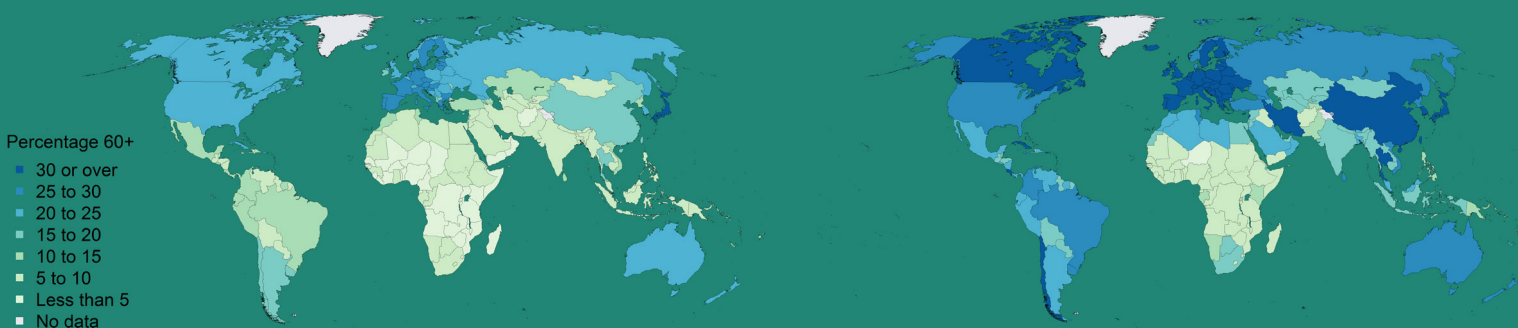 Percentage 60+
30 or over
25 to 30
20 to 25
15 to 20
10 to 15
5 to 10
Less than 5
No data